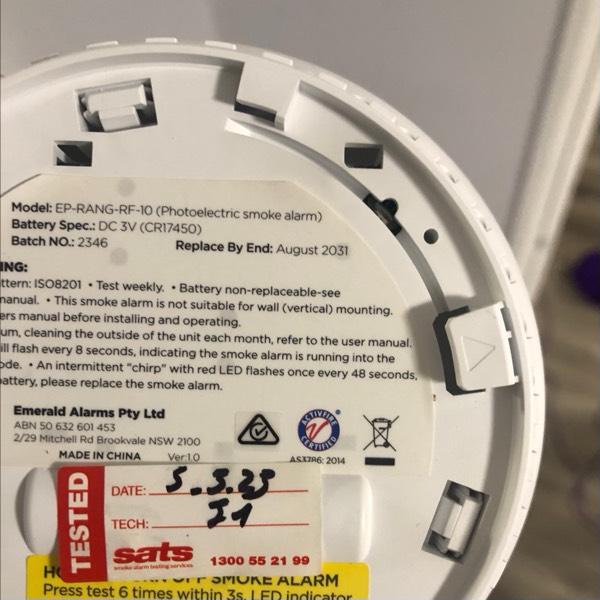 Model: EP-RANG-RF-10 (Photoelectric smoke alarm)
Battery Spec.: DC 3V (CR17450)
Batch NO.: 2346 Replace By End: August 2031
NG:
ttern: ISO8201 • Test weekly. • Battery non-replaceable-see
manual. • This smoke alarm is not suitable for wall (vertical) mounting.
ers manual before installing and operating.
um, cleaning the outside of the unit each month, refer to the user manual.
ill flash every 8 seconds, indicating the smoke alarm is running into the
ode. • An intermittent "chirp" with red LED flashes once every 48 seconds,
attery, please replace the smoke alarm.
Emerald Alarms Pty Ltd
ABN 50 632 601 453
2/29 Mitchell Rd Brookvale NSW 2100
MADE IN CHINA Ver:1.0
ACTIVFIRE
CERTIFIED
AS3786: 2014
TESTED
DATE: 5.5.25
TECH:
sats
smoke alarm testing services
1300 55 21 99
OFF SMOKE ALARM
Press test 6 times within 3s. LED indicator